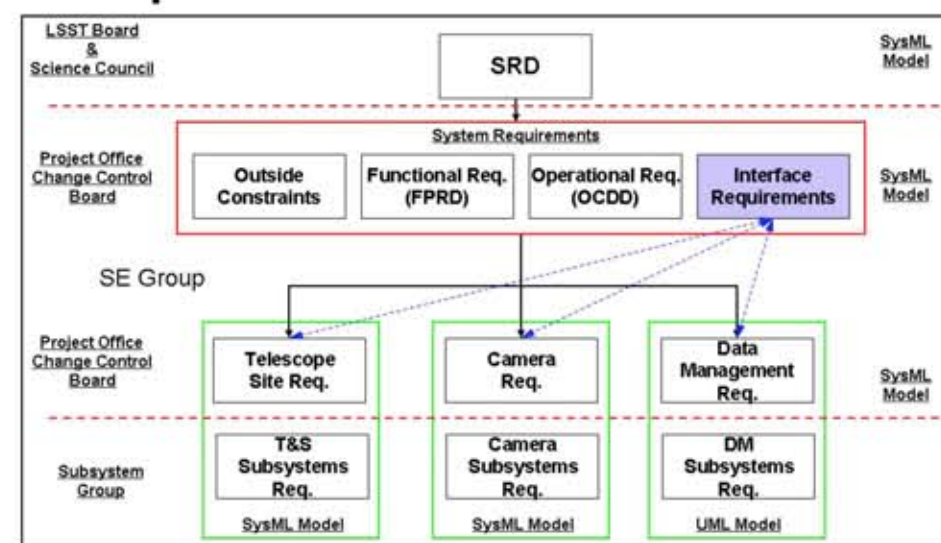 LSST Board
&
Science Council
SRD
SysML
Model
System Requirements
Project Office
Change Control
Board
Outside
Constraints
Functional Req.
(FPRD)
Operational Req.
(OCDD)
Interface
Requirements
SysML
Model
SE Group
Project Office
Change Control
Board
Telescope
Site Req.
Camera
Req.
Data
Management
Req.
SysML
Model
Subsystem
Group
T&S
Subsystems
Req.
Camera
Subsystems
Req.
DM
Subsystems
Req.
SysML Model
SysML Model
UML Model